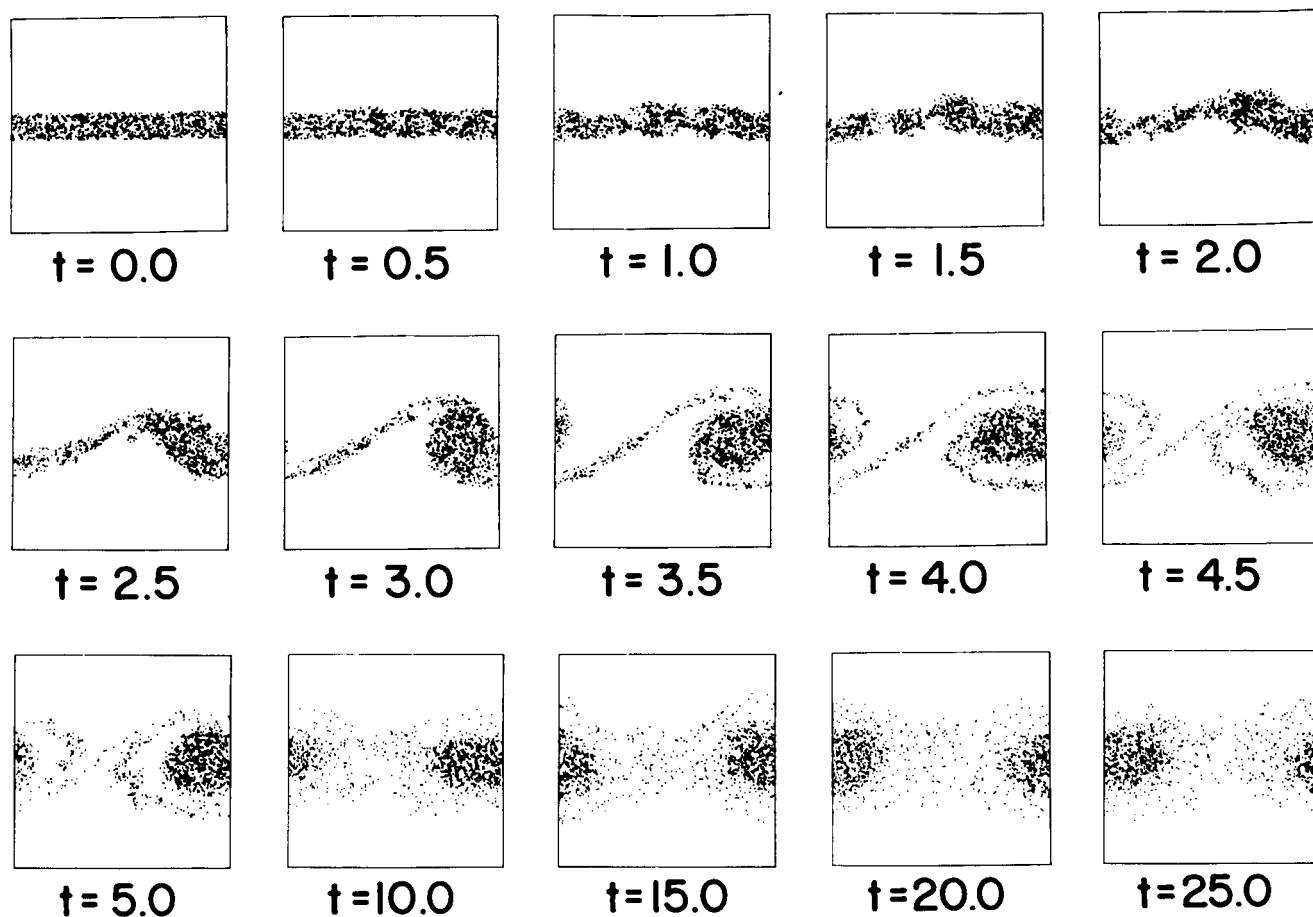 t = 0.0 t = 0.5 t = 1.0 t = 1.5 t = 2.0
t = 2.5 t = 3.0 t = 3.5 t = 4.0 t = 4.5
t = 5.0 t = 10.0 t = 15.0 t = 20.0 t = 25.0